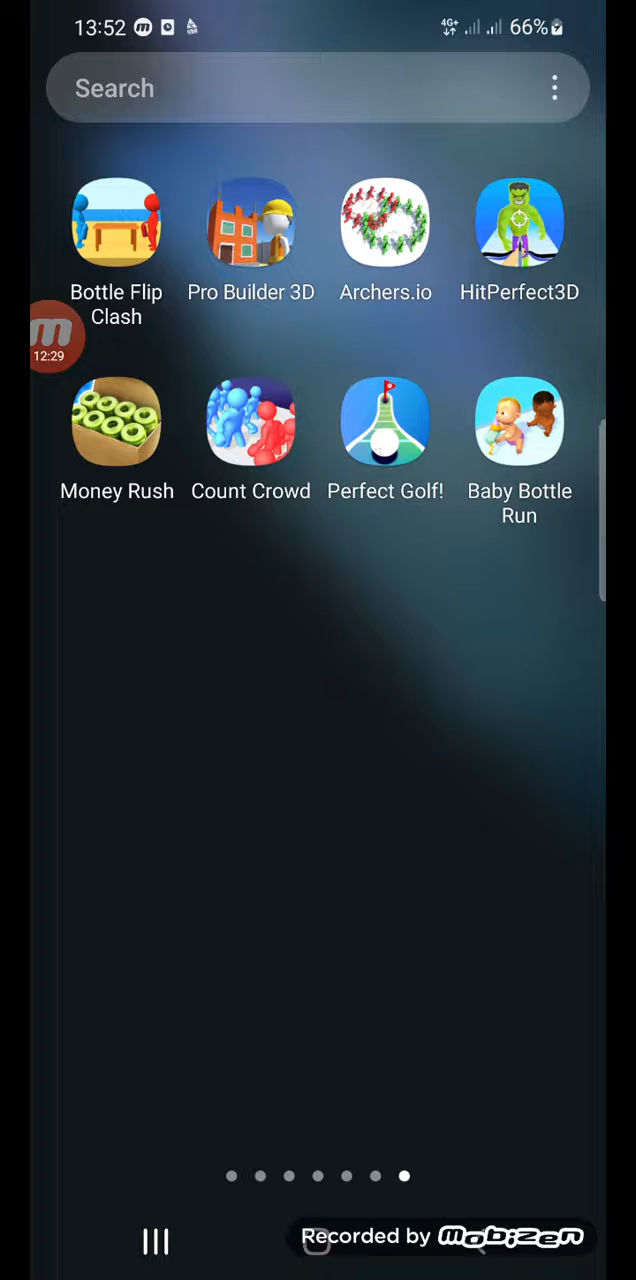 13:52
4G+ 66%
Search
Bottle Flip
Clash
Pro Builder 3D
Archers.io
HitPerfect3D
12:29
Money Rush
Count Crowd
Perfect Golf!
Baby Bottle
Run
Recorded by Mobizen